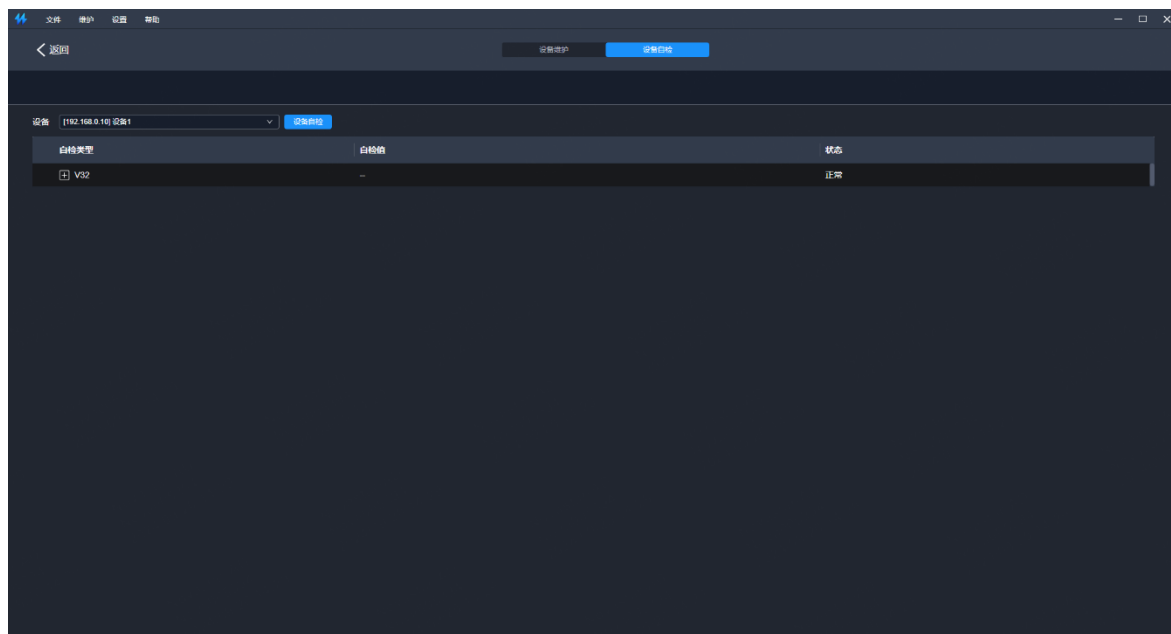 文件 维护 设置 帮助
返回 设备维护 设备自检
设备 [192.168.0.10] 设备1 设备自检
自检类型 自检值 状态
V32 -- 正常